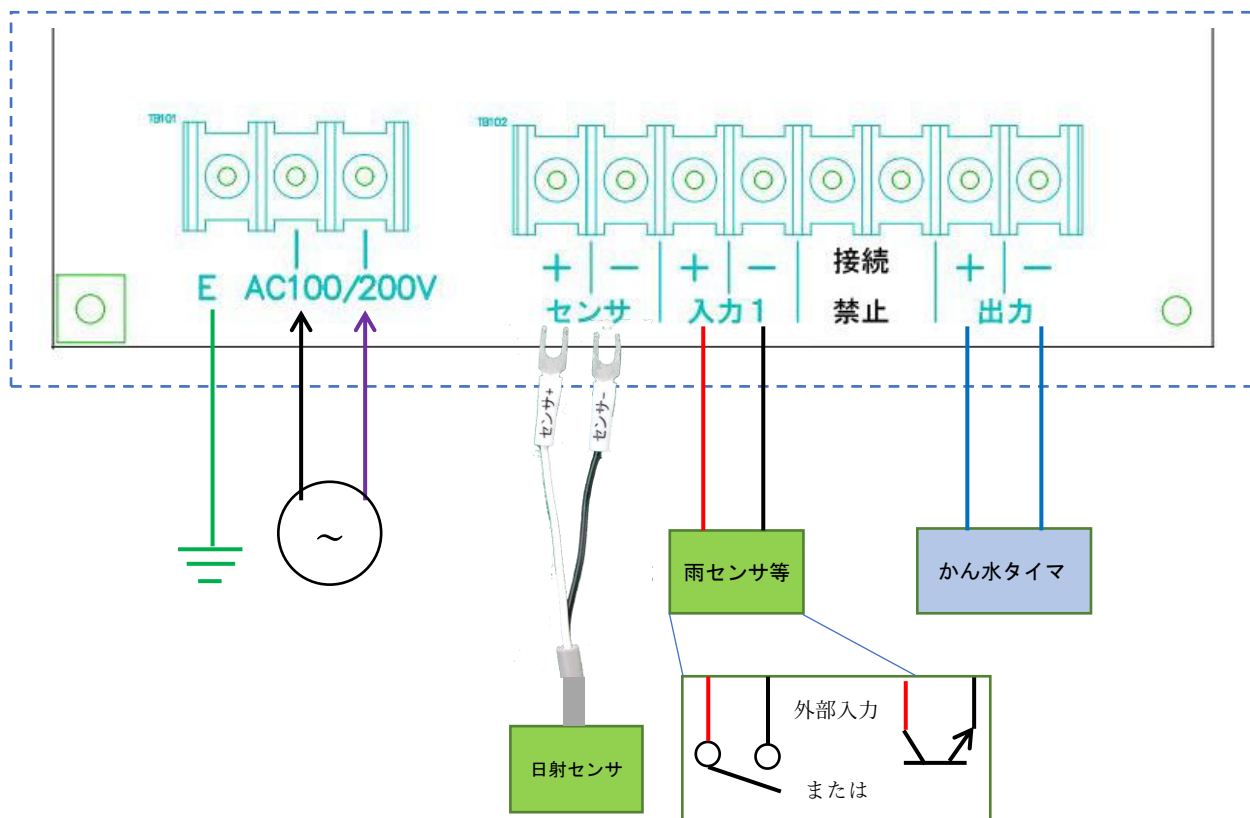 TB101
TB102
E AC100/200V
+ − + − 接続 + −
センサ 入力1 禁止 出力
センサ+
センサ-
~
雨センサ等
かん水タイマ
外部入力
または
日射センサ